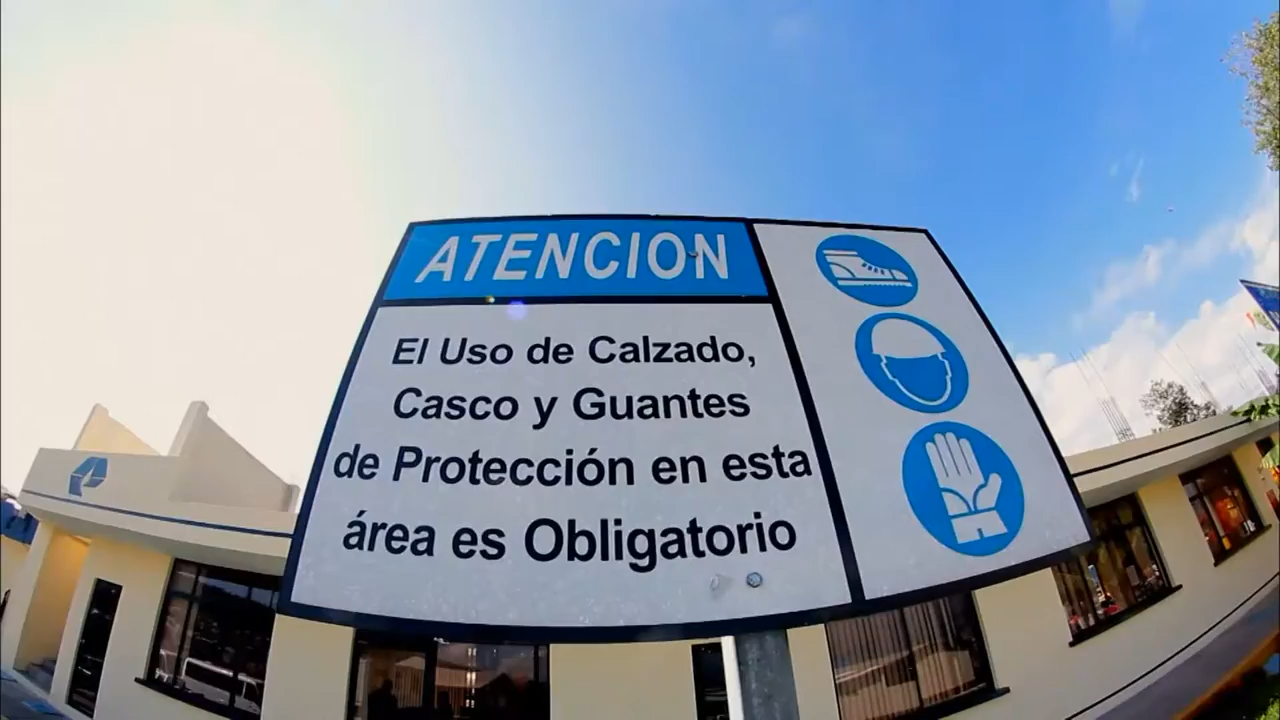 ATENCION
El Uso de Calzado,
Casco y Guantes
de Protección en esta
área es Obligatorio